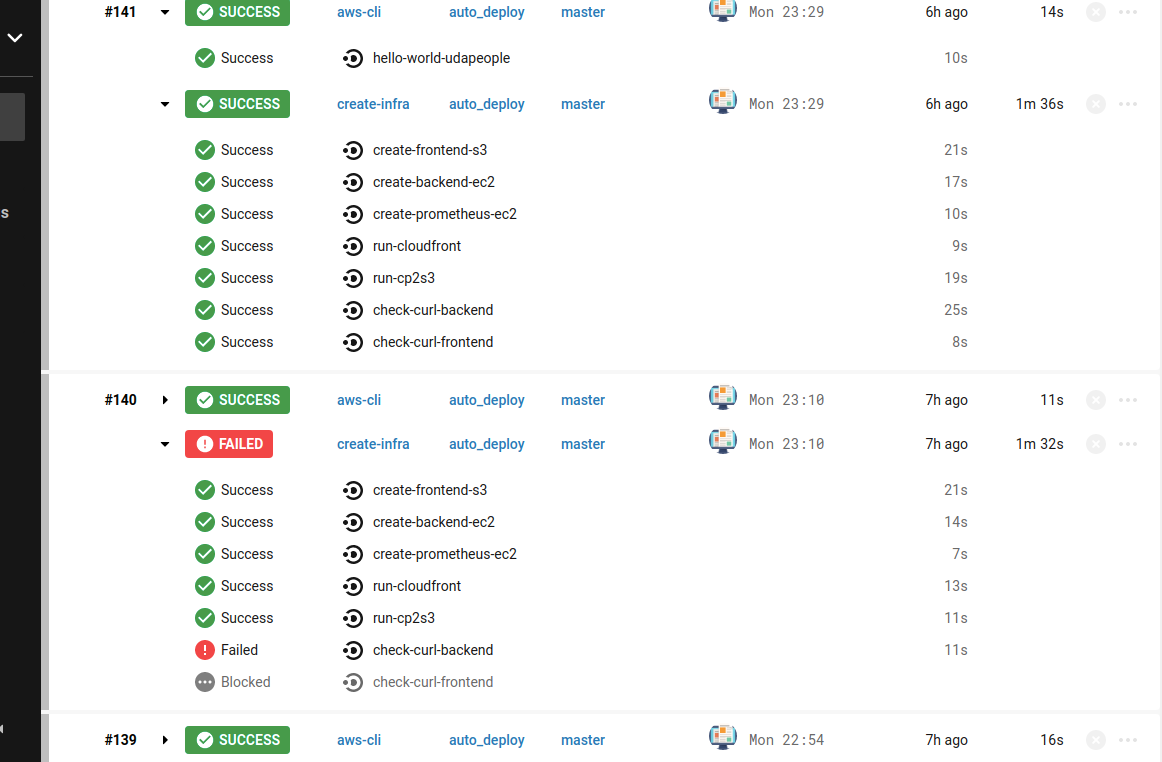 #141 SUCCESS aws-cli auto_deploy master Mon 23:29 6h ago 14s
Success hello-world-udapeople 10s
SUCCESS create-infra auto_deploy master Mon 23:29 6h ago 1m 36s
Success create-frontend-s3 21s
Success create-backend-ec2 17s
Success create-prometheus-ec2 10s
s
Success run-cloudfront 9s
Success run-cp2s3 19s
Success check-curl-backend 25s
Success check-curl-frontend 8s
#140 SUCCESS aws-cli auto_deploy master Mon 23:10 7h ago 11s
FAILED create-infra auto_deploy master Mon 23:10 7h ago 1m 32s
Success create-frontend-s3 21s
Success create-backend-ec2 14s
Success create-prometheus-ec2 7s
Success run-cloudfront 13s
Success run-cp2s3 11s
Failed check-curl-backend 11s
Blocked check-curl-frontend
#139 SUCCESS aws-cli auto_deploy master Mon 22:54 7h ago 16s